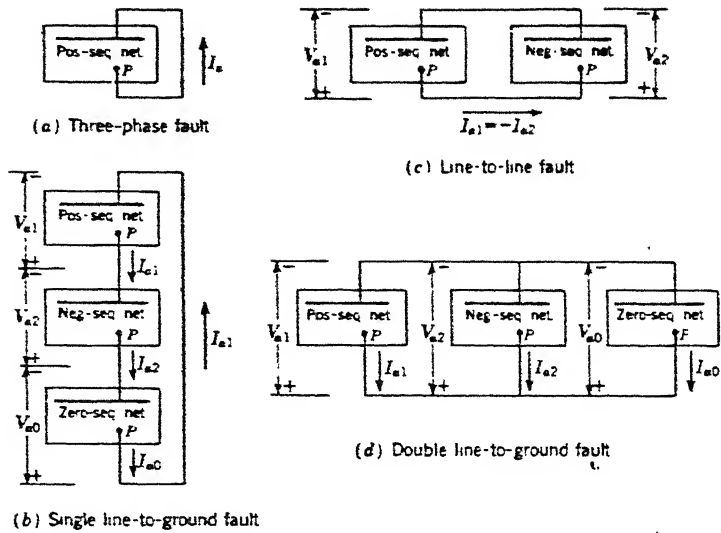 Pos-seq net
P
I_a
(a) Three-phase fault
V_a1
−
+
Pos-seq net
P
Neg-seq net
P
−
+
V_a2
I_a1 = −I_a2
(c) Line-to-line fault
−
V_a1
+
Pos-seq net
P
I_a1
−
V_a2
+
Neg-seq net
P
I_a2
−
V_a0
+
Zero-seq net
P
I_a0
I_a1
(b) Single line-to-ground fault
−
V_a1
+
Pos-seq net
P
I_a1
−
V_a2
+
Neg-seq net
P
I_a2
−
V_a0
+
Zero-seq net
P
I_a0
(d) Double line-to-ground fault